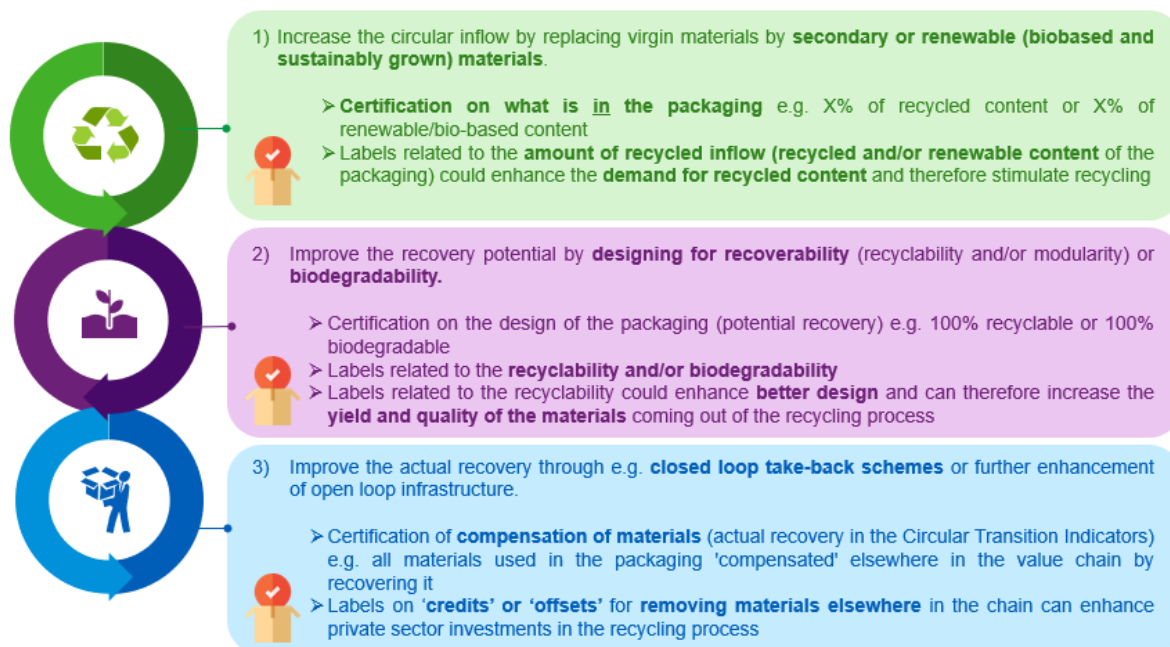 1) Increase the circular inflow by replacing virgin materials by secondary or renewable (biobased and
sustainably grown) materials.
➢ Certification on what is in the packaging e.g. X% of recycled content or X% of
renewable/bio-based content
➢ Labels related to the amount of recycled inflow (recycled and/or renewable content of the
packaging) could enhance the demand for recycled content and therefore stimulate recycling
2) Improve the recovery potential by designing for recoverability (recyclability and/or modularity) or
biodegradability.
➢ Certification on the design of the packaging (potential recovery) e.g. 100% recyclable or 100%
biodegradable
➢ Labels related to the recyclability and/or biodegradability
➢ Labels related to the recyclability could enhance better design and can therefore increase the
yield and quality of the materials coming out of the recycling process
3) Improve the actual recovery through e.g. closed loop take-back schemes or further enhancement
of open loop infrastructure.
➢ Certification of compensation of materials (actual recovery in the Circular Transition Indicators)
e.g. all materials used in the packaging 'compensated' elsewhere in the value chain by
recovering it
➢ Labels on ‘credits’ or ‘offsets’ for removing materials elsewhere in the chain can enhance
private sector investments in the recycling process